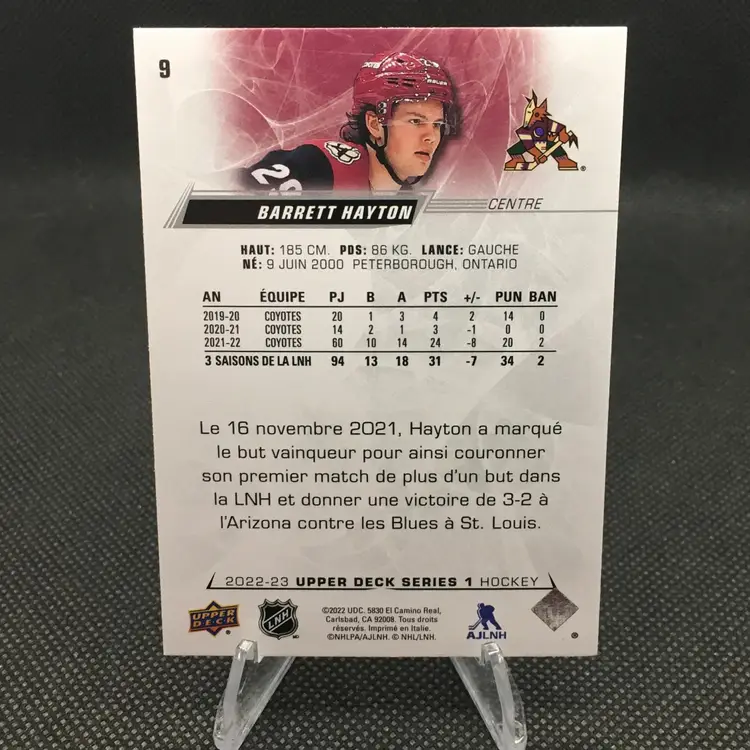 9
29
BARRETT HAYTON
CENTRE
HAUT: 185 CM. PDS: 86 KG. LANCE: GAUCHE
NÉ: 9 JUIN 2000 PETERBOROUGH, ONTARIO
AN ÉQUIPE PJ B A PTS +/- PUN BAN
2019-20 COYOTES 20 1 3 4 2 14 0
2020-21 COYOTES 14 2 1 3 -1 0 0
2021-22 COYOTES 60 10 14 24 -8 20 2
3 SAISONS DE LA LNH 94 13 18 31 -7 34 2
Le 16 novembre 2021, Hayton a marqué
le but vainqueur pour ainsi couronner
son premier match de plus d'un but dans
la LNH et donner une victoire de 3-2 à
l'Arizona contre les Blues à St. Louis.
2022-23 UPPER DECK SERIES 1 HOCKEY
UPPER DECK
LNH
©2022 UDC. 5830 El Camino Real,
Carlsbad, CA 92008. Tous droits
réservés. Imprimé en Italie.
©NHLPA/AJLNH. © NHL/LNH.
AJLNH